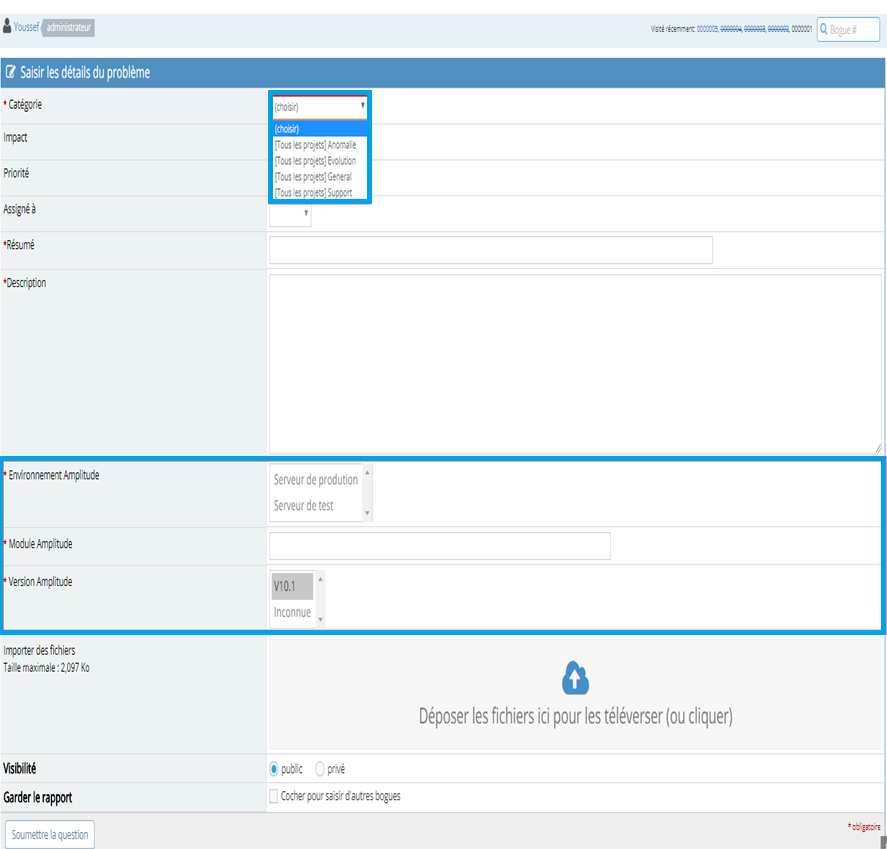 Youssef administrateur
Visité récemment: 0000005, 0000004, 0000003, 0000002, 0000001
Bogue #
Saisir les détails du problème
* Catégorie
(choisir)
(choisir)
[Tous les projets] Anomalie
[Tous les projets] Evolution
[Tous les projets] General
[Tous les projets] Support
Impact
Priorité
Assigné à
*Résumé
*Description
* Environnement Amplitude
Serveur de prodution
Serveur de test
* Module Amplitude
* Version Amplitude
V10.1
Inconnue
Importer des fichiers
Taille maximale : 2,097 Ko
Déposer les fichiers ici pour les téléverser (ou cliquer)
Visibilité
public privé
Garder le rapport
Cocher pour saisir d'autres bogues
* obligatoire
Soumettre la question